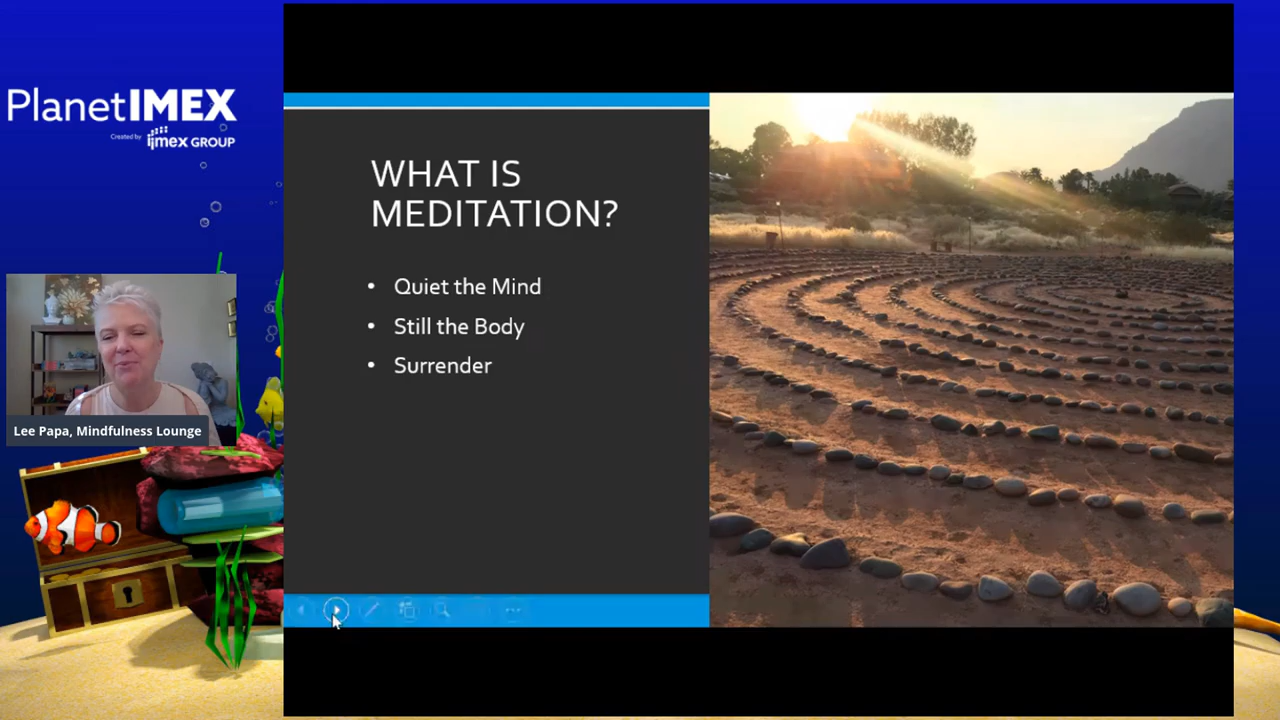 PlanetIMEX
Created by
imex GROUP
WHAT IS
MEDITATION?
• Quiet the Mind
• Still the Body
• Surrender
Lee Papa, Mindfulness Lounge